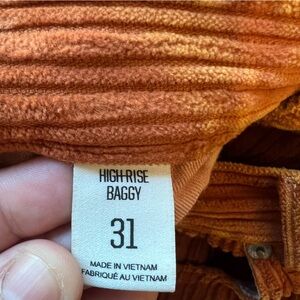 HIGH-RISE
BAGGY
31
MADE IN VIETNAM
FABRIQUÉ AU VIETNAM